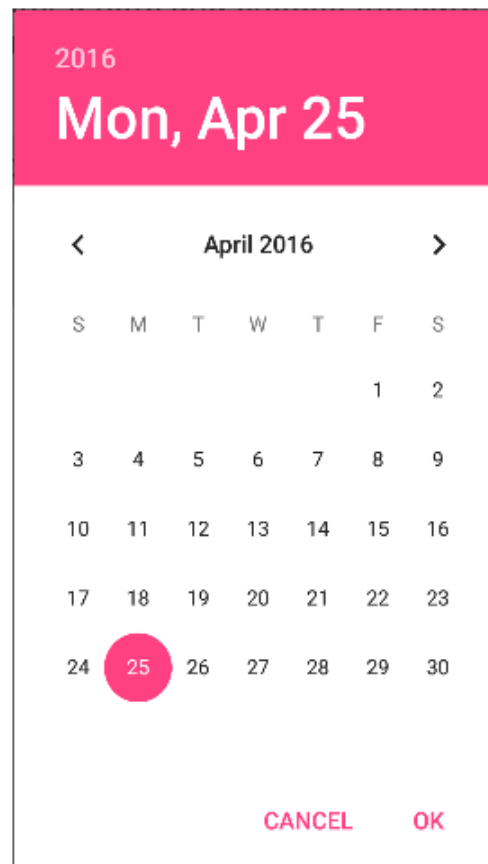 2016
Mon, Apr 25
April 2016
S M T W T F S
1 2
3 4 5 6 7 8 9
10 11 12 13 14 15 16
17 18 19 20 21 22 23
24 25 26 27 28 29 30
CANCEL OK